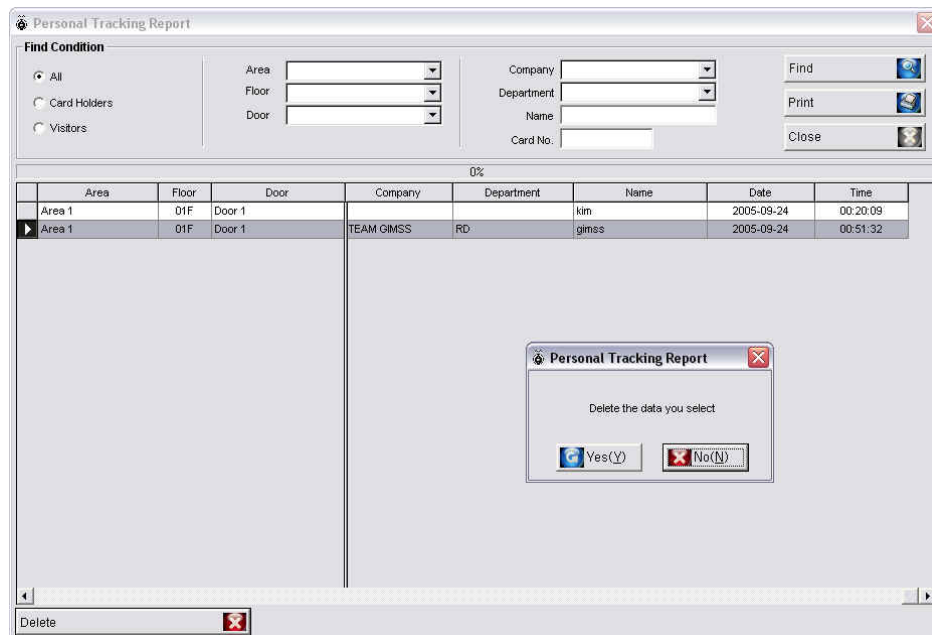 Personal Tracking Report
Find Condition
All
Card Holders
Visitors
Area
Floor
Door
Company
Department
Name
Card No.
Find
Print
Close
0%
Area Floor Door Company Department Name Date Time
Area 1 01F Door 1 kim 2005-09-24 00:20:09
Area 1 01F Door 1 TEAM GIMSS RD gimss 2005-09-24 00:51:32
Personal Tracking Report
Delete the data you select
Yes(Y) No(N)
Delete